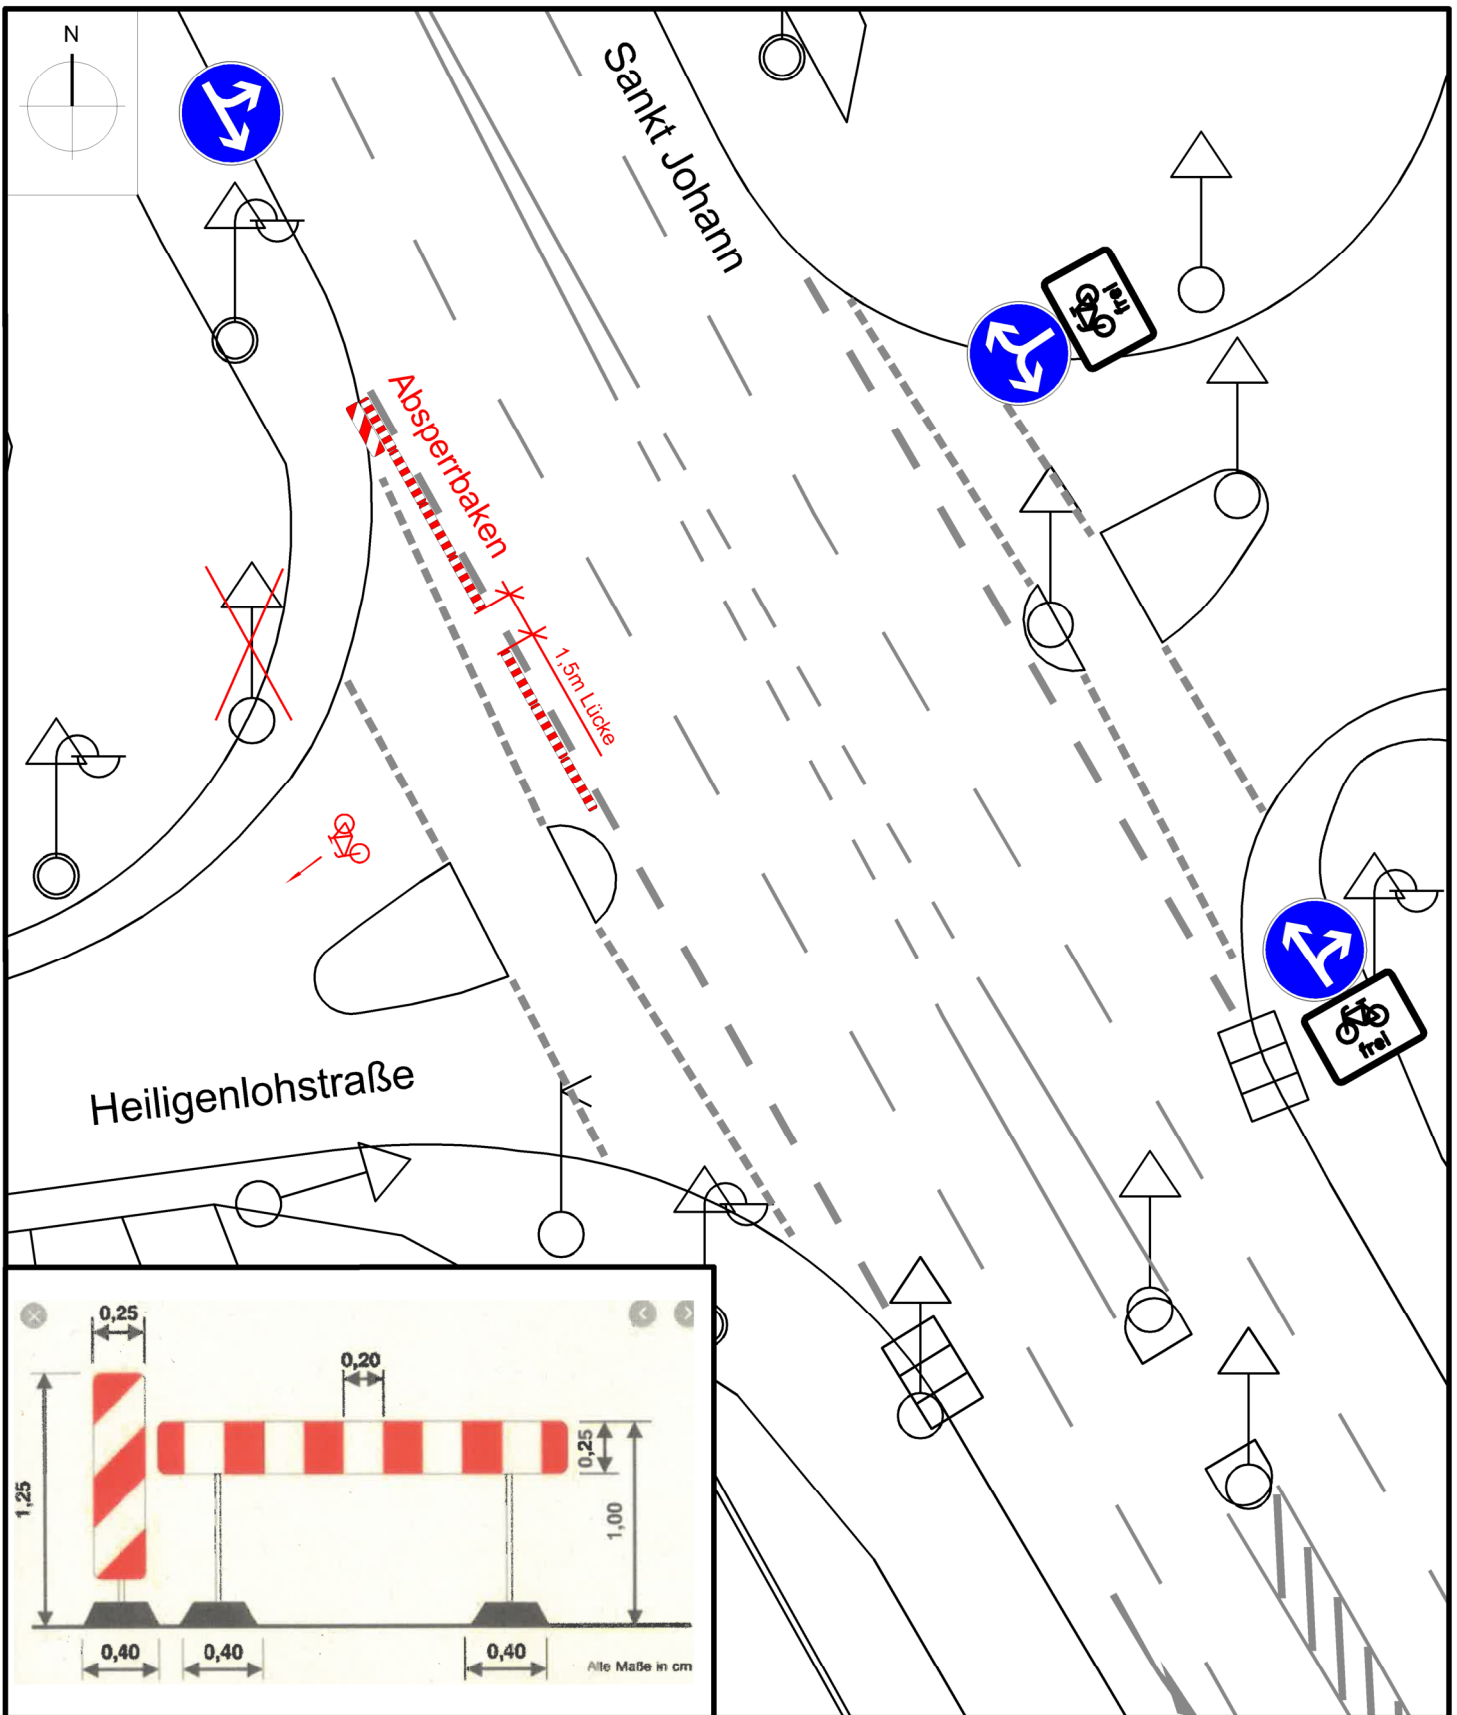 N
Sankt Johann
frei
Absperrbaken
1,5m Lücke
frei
Heiligenlohstraße
0,25
0,20
0,25
1,25
1,00
0,40
0,40
0,40
Alle Maße in cm